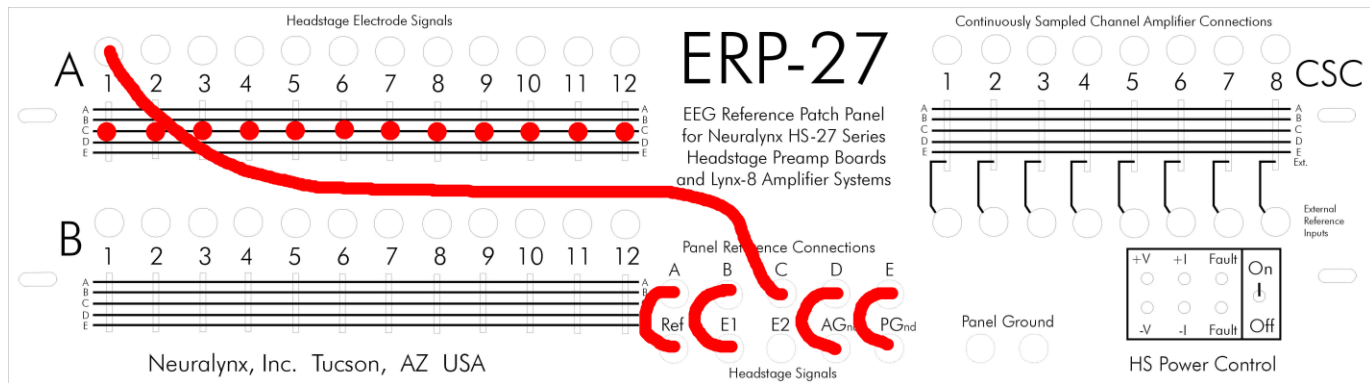 Headstage Electrode Signals
A
1 2 3 4 5 6 7 8 9 10 11 12
A A
B B
C C
D D
E E
ERP-27
EEG Reference Patch Panel
for Neuralynx HS-27 Series
Headstage Preamp Boards
and Lynx-8 Amplifier Systems
Continuously Sampled Channel Amplifier Connections
1 2 3 4 5 6 7 8 CSC
A A
B B
C C
D D
E E
Ext.
External
Reference
Inputs
B
1 2 3 4 5 6 7 8 9 10 11 12
A A
B B
C C
D D
E E
Panel Reference Connections
A B C D E
Ref E1 E2 AGnd PGnd
Headstage Signals
Panel Ground
+V +I Fault On
-V -I Fault Off
HS Power Control
Neuralynx, Inc. Tucson, AZ USA